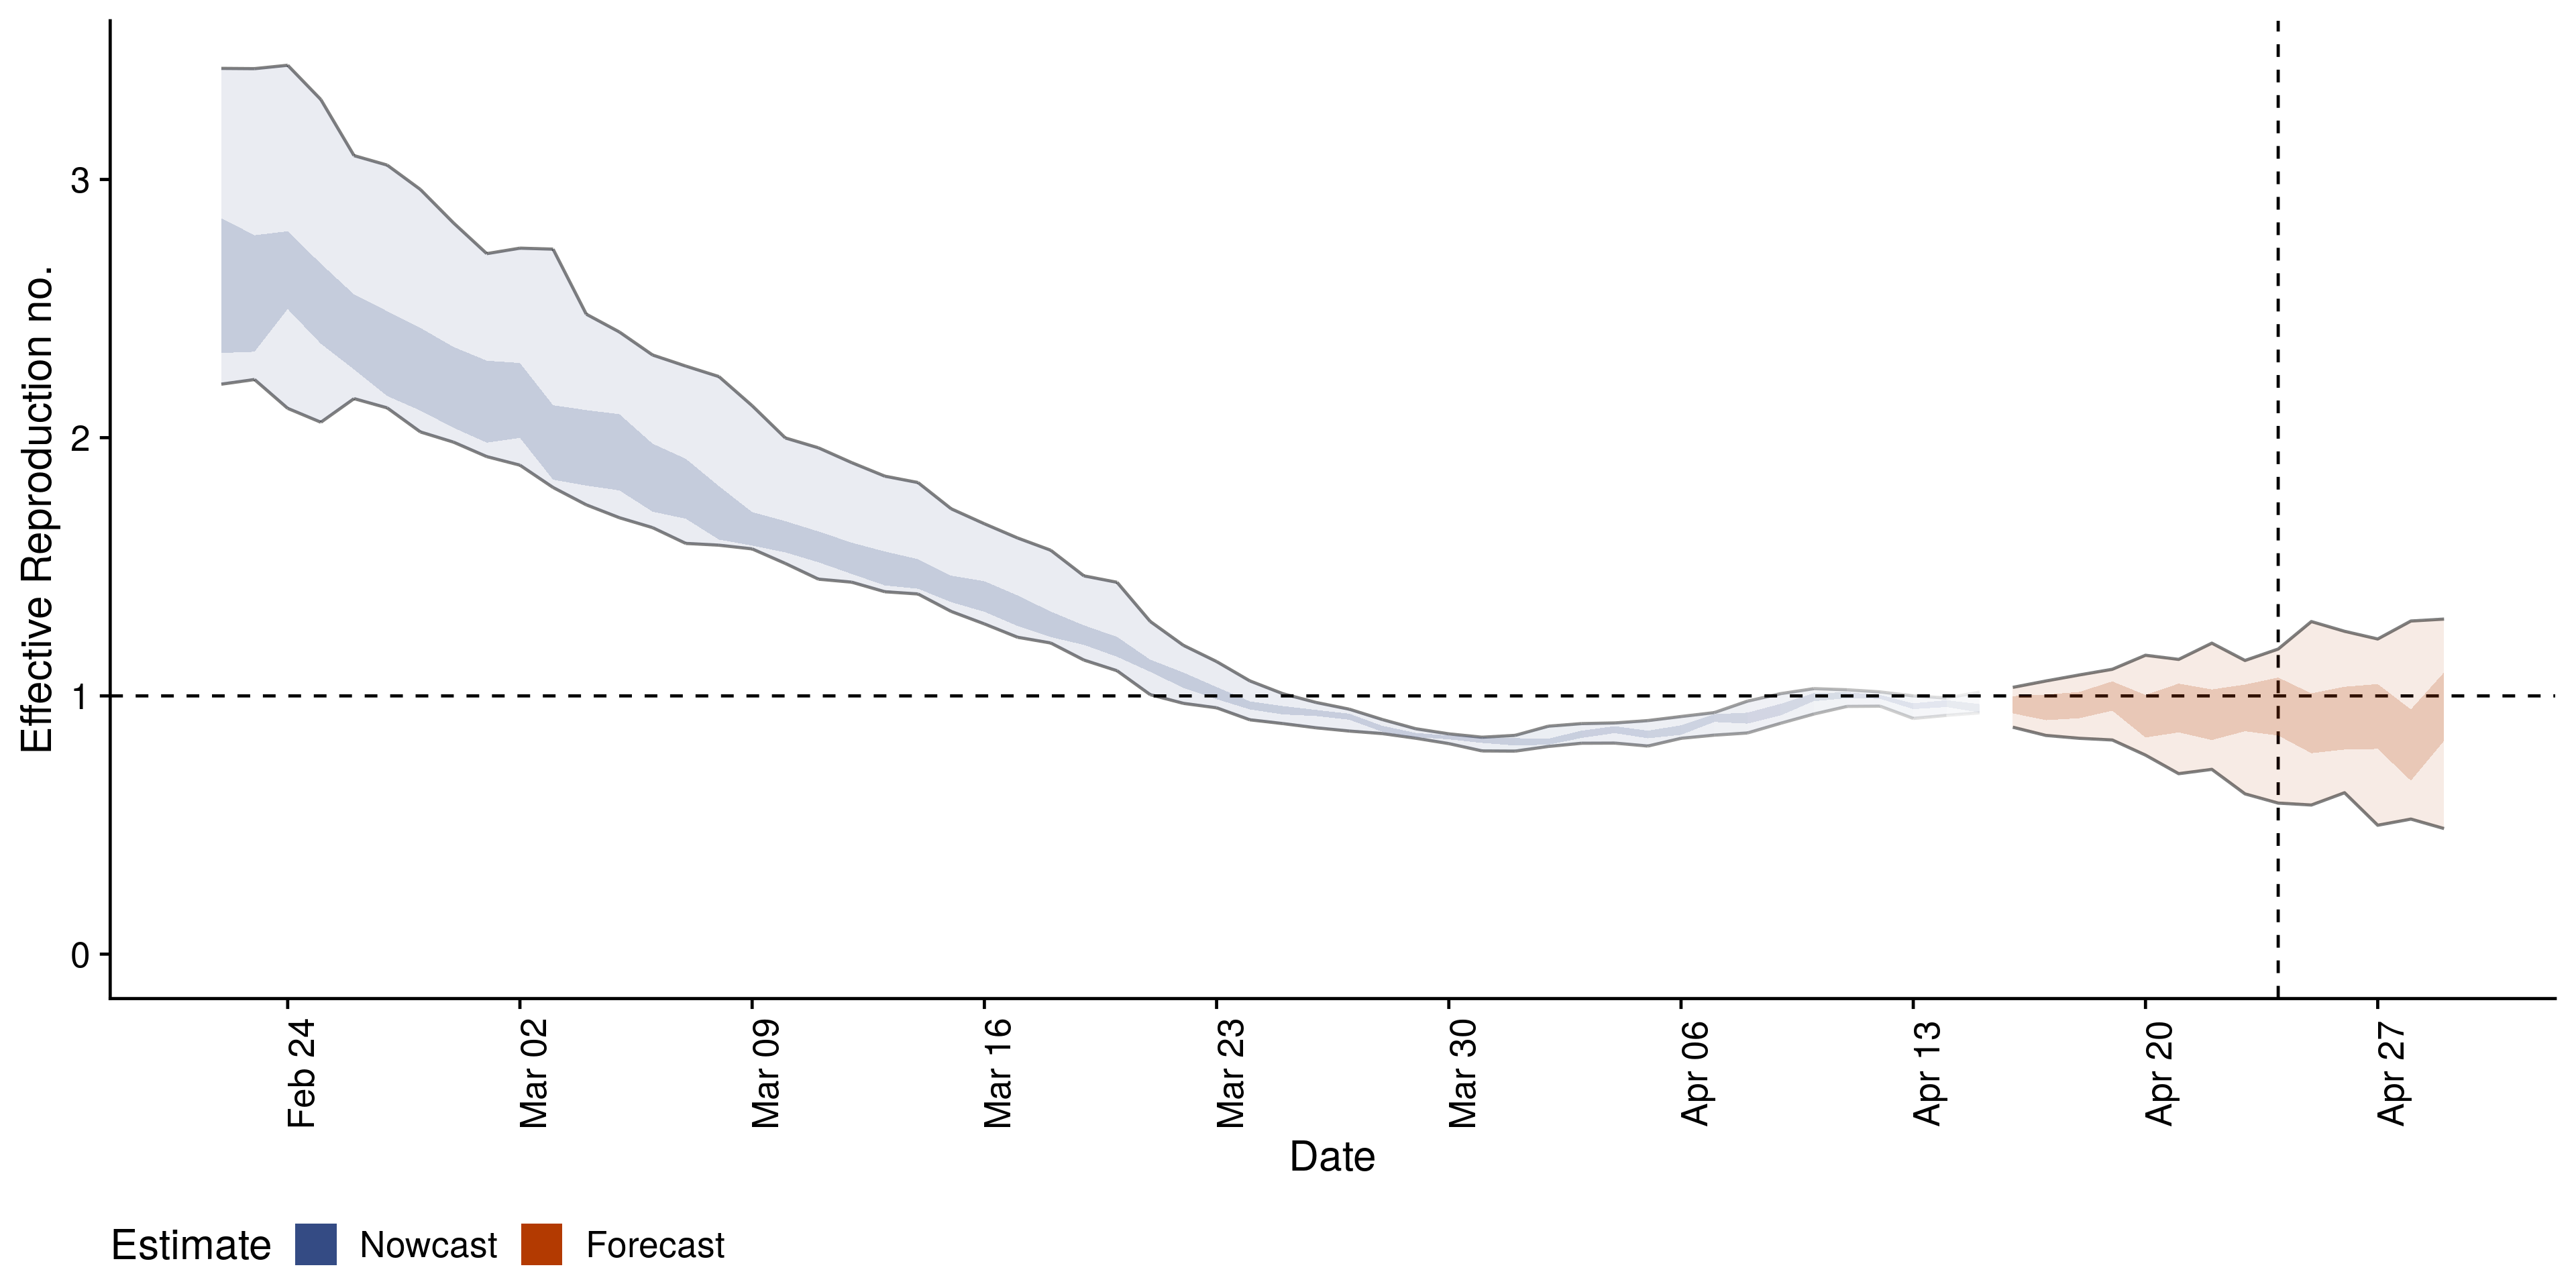 Effective Reproduction no.
3
2
1
0
Feb 24
Mar 02
Mar 09
Mar 16
Mar 23
Mar 30
Apr 06
Apr 13
Apr 20
Apr 27
Date
Estimate Nowcast Forecast